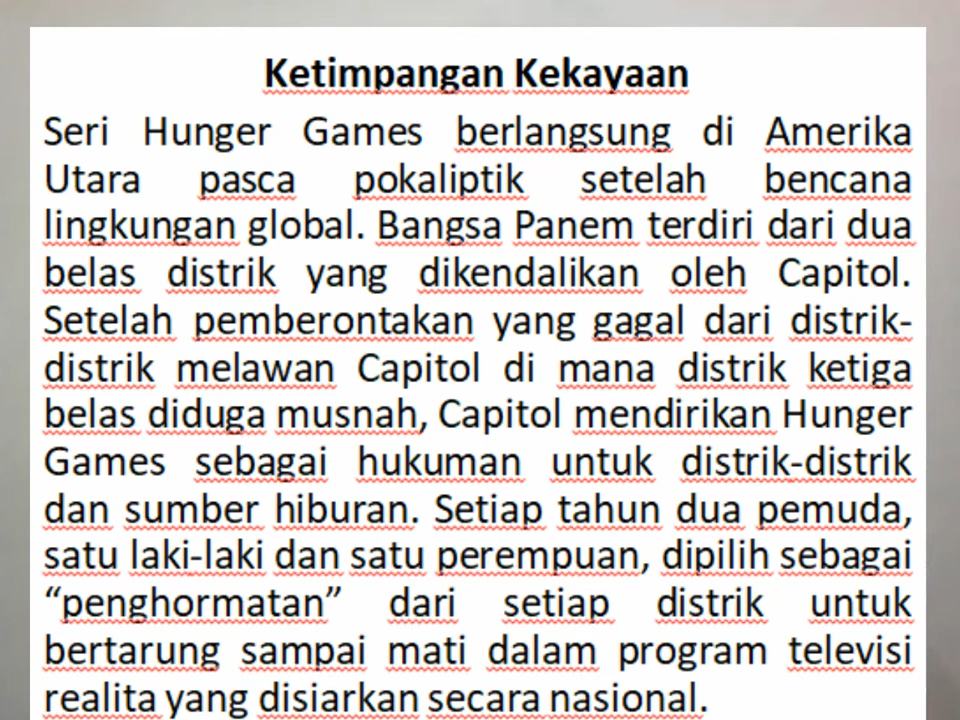 Ketimpangan Kekayaan
Seri Hunger Games berlangsung di Amerika
Utara pasca pokaliptik setelah bencana
lingkungan global. Bangsa Panem terdiri dari dua
belas distrik yang dikendalikan oleh Capitol.
Setelah pemberontakan yang gagal dari distrik-
distrik melawan Capitol di mana distrik ketiga
belas diduga musnah, Capitol mendirikan Hunger
Games sebagai hukuman untuk distrik-distrik
dan sumber hiburan. Setiap tahun dua pemuda,
satu laki-laki dan satu perempuan, dipilih sebagai
“penghormatan” dari setiap distrik untuk
bertarung sampai mati dalam program televisi
realita yang disiarkan secara nasional.